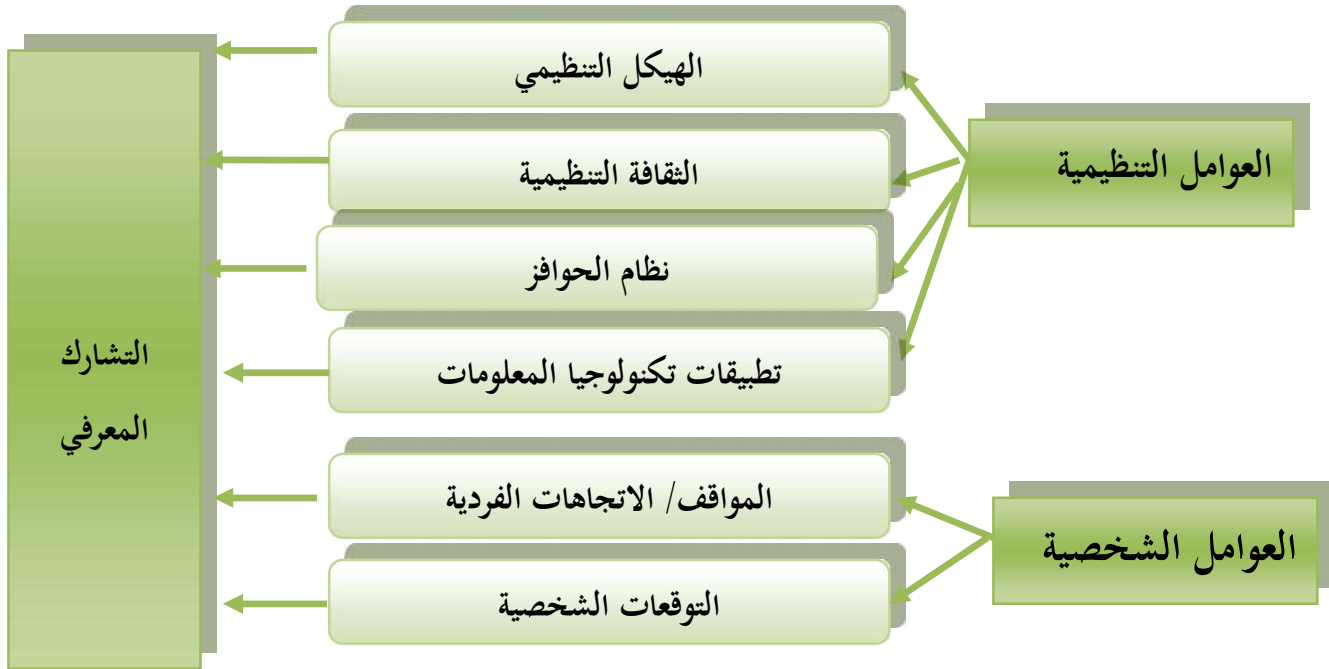 العوامل التنظيمية
الهيكل التنظيمي
الثقافة التنظيمية
نظام الحوافز
تطبيقات تكنولوجيا المعلومات
العوامل الشخصية
المواقف/ الاتجاهات الفردية
التوقعات الشخصية
التشارك
المعرفي